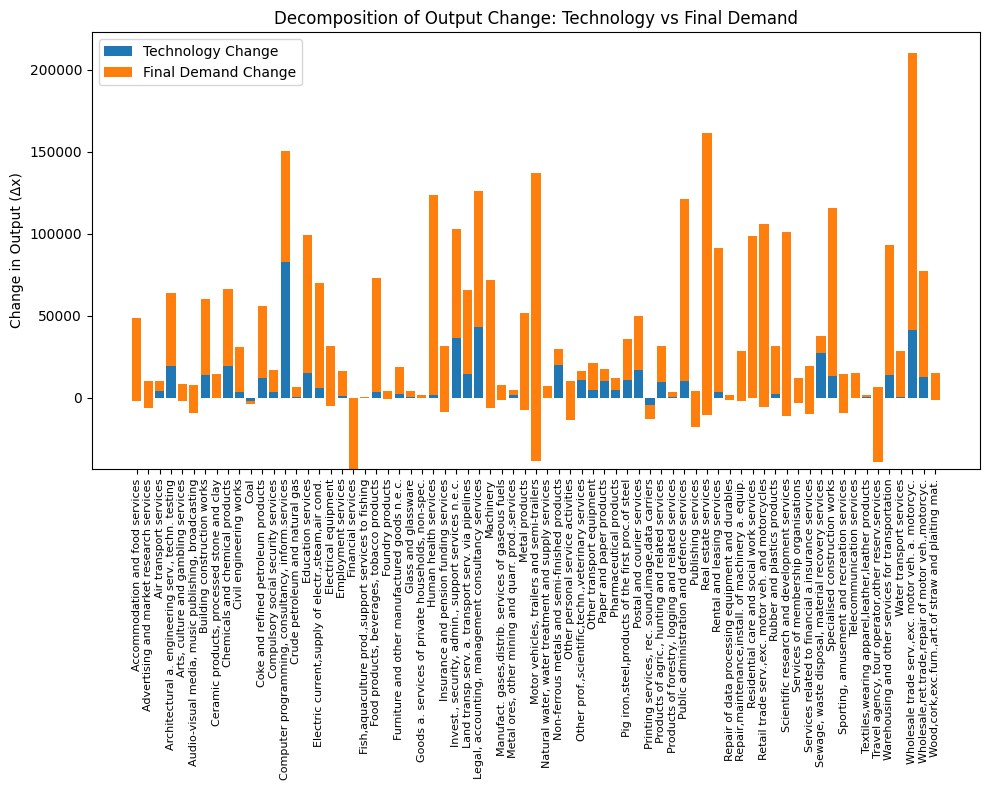 Decomposition of Output Change: Technology vs Final Demand
Technology Change
Final Demand Change
Change in Output (Δx)
200000
150000
100000
50000
0
Accommodation and food services
Advertising and market research services
Air transport services
Architectural a. engineering serv., techn. testing
Arts, culture and gambling services
Audio-visual media, music publishing, broadcasting
Building construction works
Ceramic products, processed stone and clay
Chemicals and chemical products
Civil engineering works
Coal
Coke and refined petroleum products
Compulsory social security services
Computer programming, consultancy, inform.services
Crude petroleum and natural gas
Education services
Electric current,supply of electr.,steam,air cond.
Electrical equipment
Employment services
Financial services
Fish,aquaculture prod.,support services to fishing
Food products, beverages, tobacco products
Foundry products
Furniture and other manufactured goods n.e.c.
Glass and glassware
Goods a. services of private households, non-spec.
Human health services
Insurance and pension funding services
Invest., security, admin., support services n.e.c.
Land transp.serv. a. transp. serv. via pipelines
Legal, accounting, management consultancy services
Machinery
Manufact. gases,distrib. services of gaseous fuels
Metal ores, other mining and quarr. prod.,services
Metal products
Motor vehicles, trailers and semi-trailers
Natural water, water treatment and supply services
Non-ferrous metals and semi-finished products
Other personal service activities
Other prof.,scientific,techn.,veterinary services
Other transport equipment
Paper and paper products
Pharmaceutical products
Pig iron,steel,products of the first proc.of steel
Postal and courier services
Printing services, rec. sound,image,data carriers
Products of agric., hunting and related services
Products of forestry, logging and related services
Public administration and defence services
Publishing services
Real estate services
Rental and leasing services
Repair of data processing equipment and durables
Repair,maintenance,install. of machinery a. equip.
Residential care and social work services
Retail trade serv.,exc. motor veh. and motorcycles
Rubber and plastics products
Scientific research and development services
Services of membership organisations
Services related to financial a.insurance services
Sewage, waste disposal, material recovery services
Specialised construction works
Sporting, amusement and recreation services
Telecommunication services
Textiles,wearing apparel,leather,leather products
Travel agency, tour operator,other reserv.services
Warehousing and other services for transportation
Water transport services
Wholesale trade serv.,exc. motor veh. a. motorcyc.
Wholesale,ret.trade,repair of motor veh.,motorcyc.
Wood,cork,exc.furn.,art.of straw and plaiting mat.